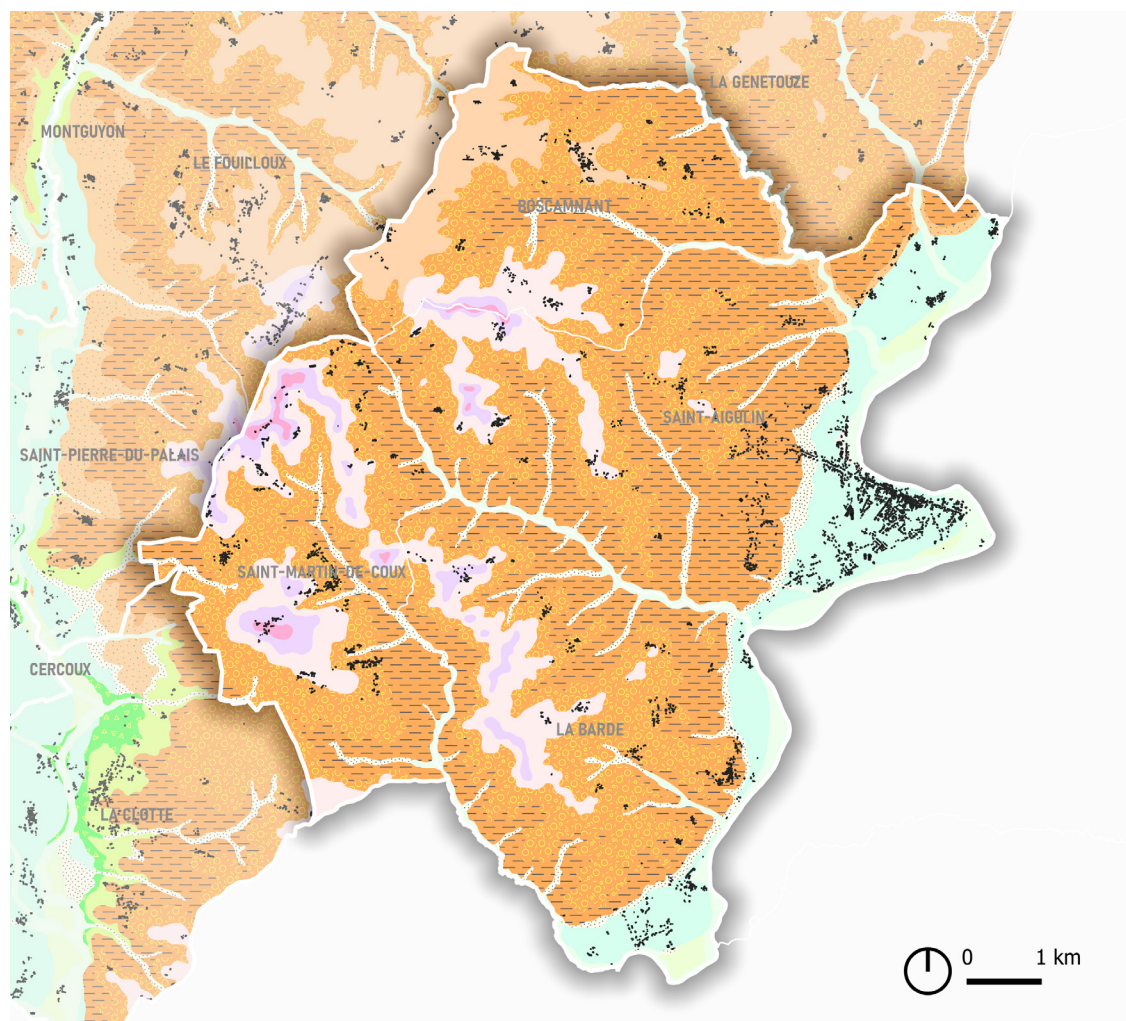 LA GENETOUZE
MONTGUYON
LE FOUILLOUX
BOSCAMNANT
SAINT-AIGULIN
SAINT-PIERRE-DU-PALAIS
SAINT-MARTIN-DE-COUX
CERCOUX
LA BARDE
LA CLOTTE
0 1 km